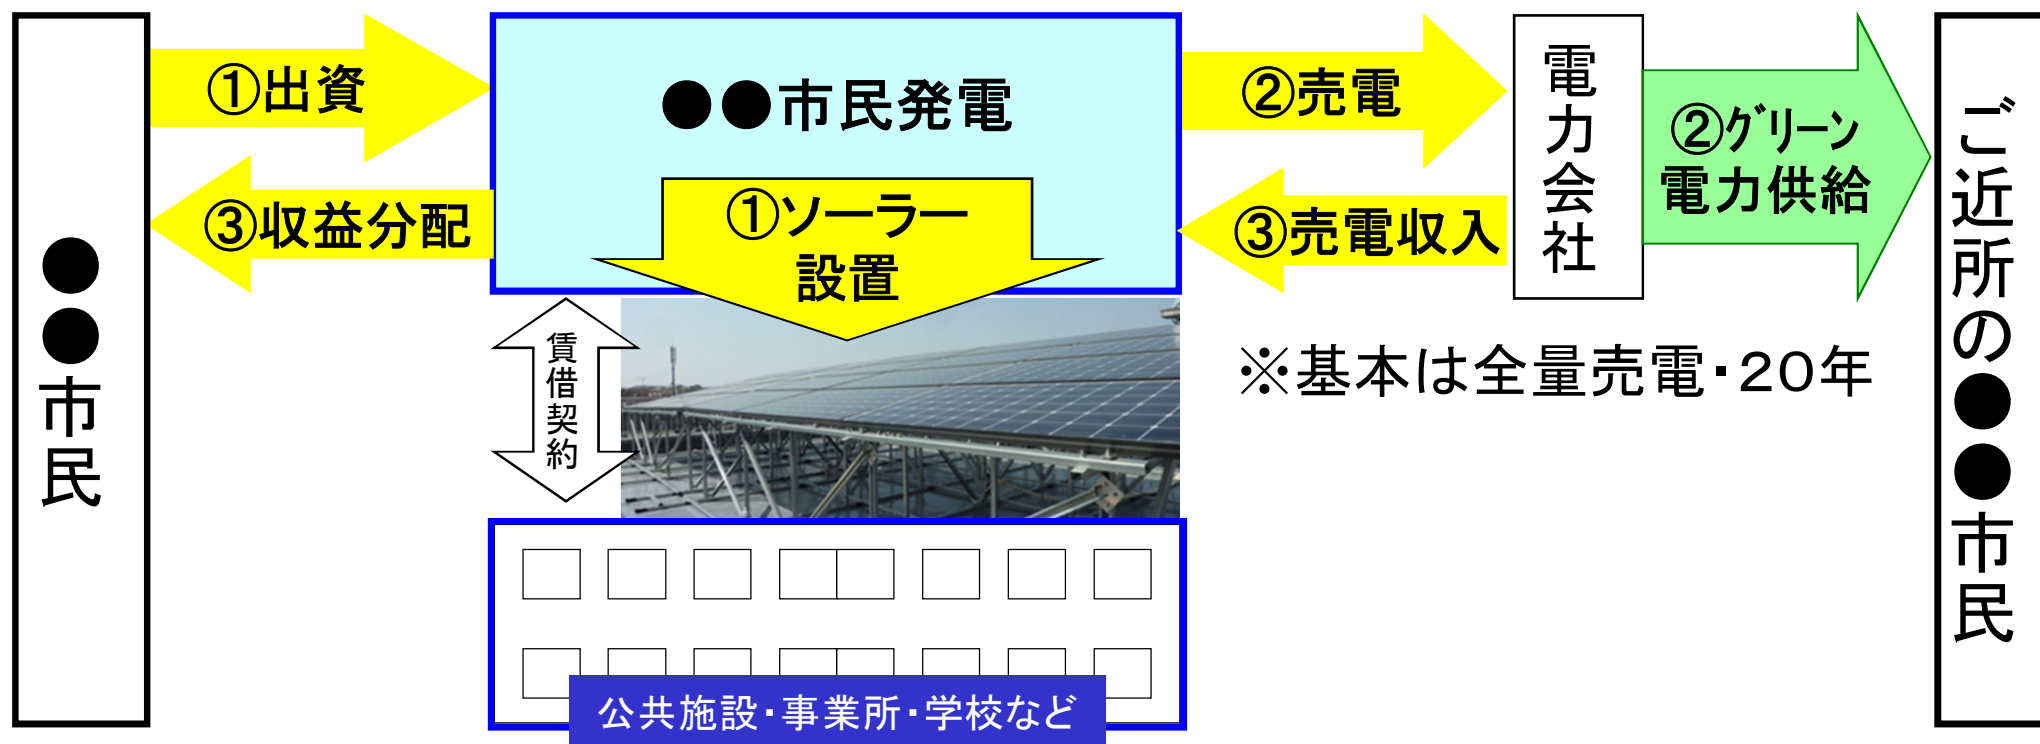 ●●市民
①出資
③収益分配
●●市民発電
①ソーラー
設置
賃借契約
公共施設・事業所・学校など
②売電
③売電収入
電力会社
②グリーン
電力供給
※基本は全量売電・20年
ご近所の●●市民